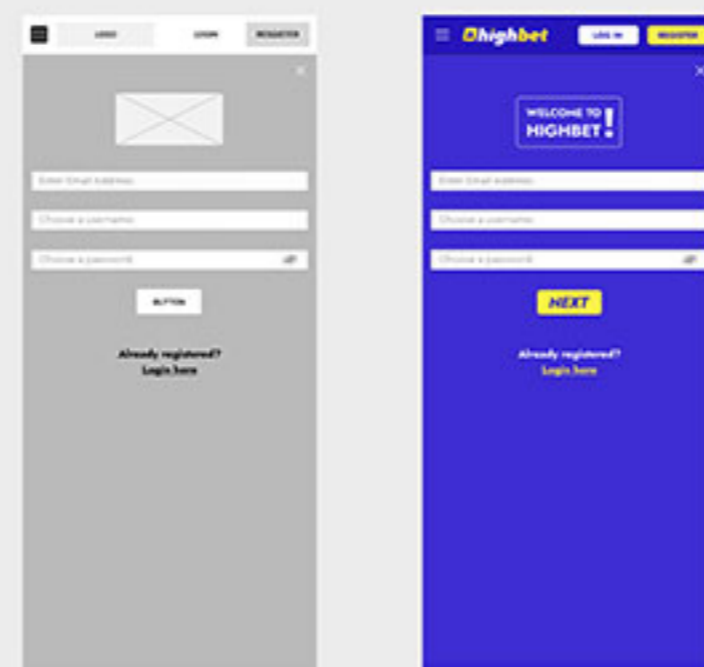 LOGO
LOGIN
REGISTER
Enter Email Address
Choose a username
Choose a password
BUTTON
Already registered?
Login here
highbet
LOG IN
REGISTER
WELCOME TO
HIGHBET!
Enter Email Address
Choose a username
Choose a password
NEXT
Already registered?
Login here